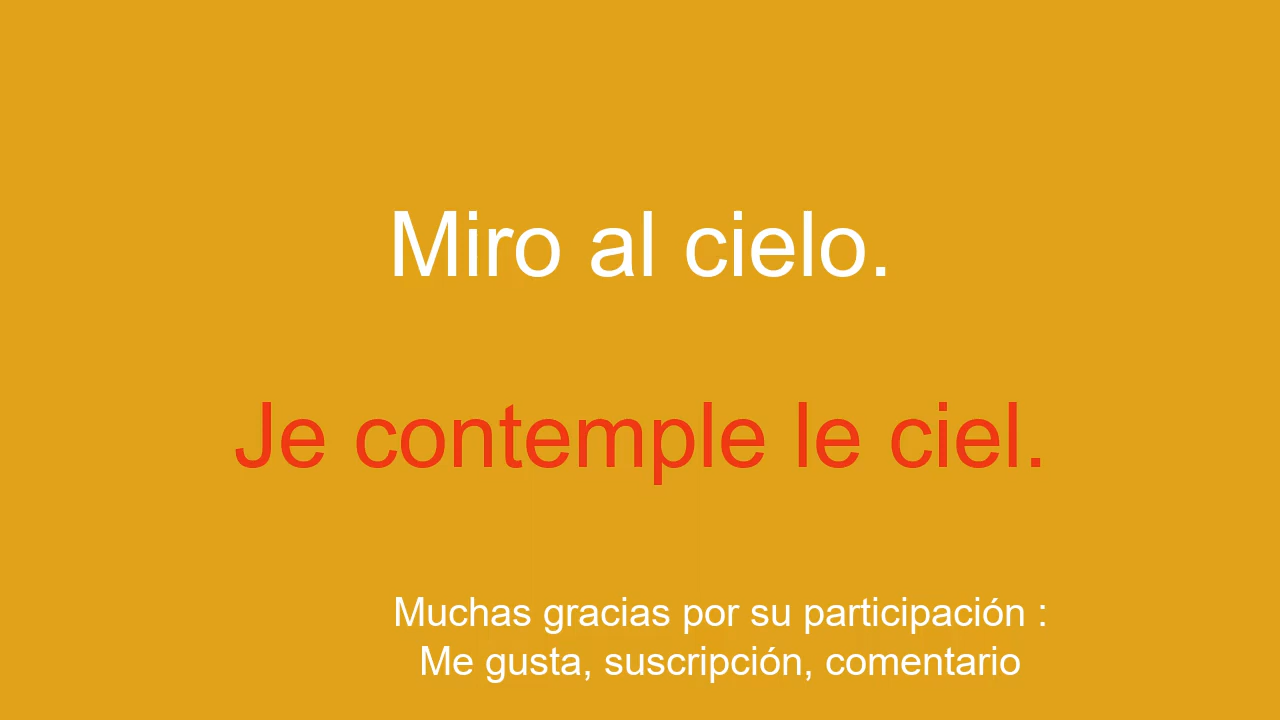 Miro al cielo.
Je contemple le ciel.
Muchas gracias por su participación :
Me gusta, suscripción, comentario